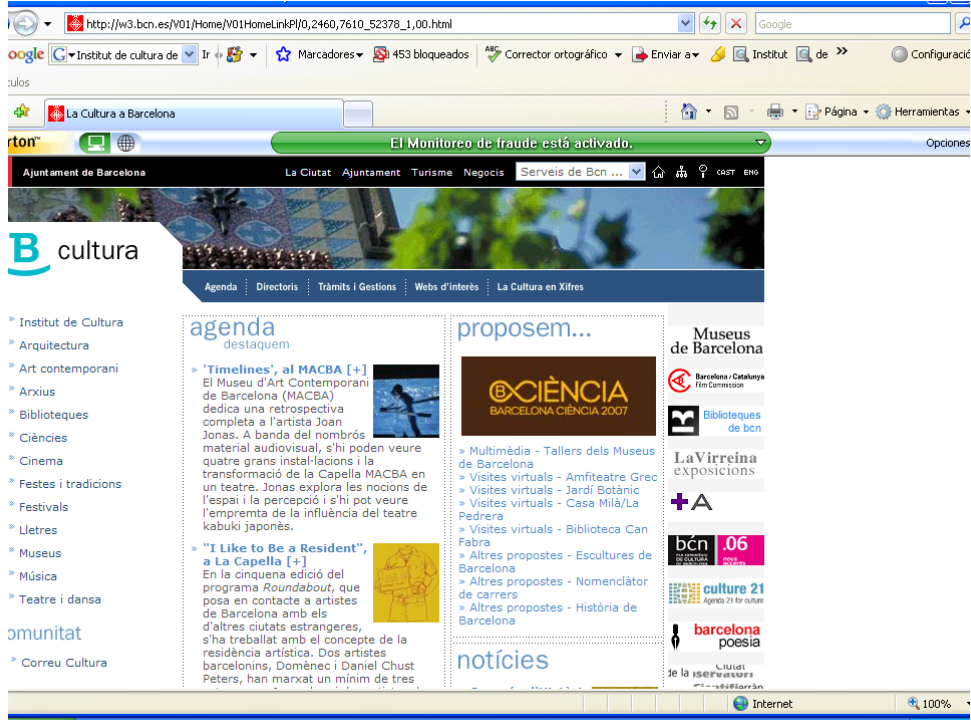 http://w3.bcn.es/V01/Home/V01HomeLinkPl/0,2460,7610_52378_1,00.html
Google
oogle G Institut de cultura de Ir Marcadores 453 bloqueados Corrector ortográfico Enviar a Institut de » Configuració
culos
La Cultura a Barcelona
Página Herramientas
rton™
El Monitoreo de fraude está activado.
Opciones
Ajuntament de Barcelona
La Ciutat Ajuntament Turisme Negocis Serveis de Bcn ... CAST ENG
B cultura
Agenda Directoris Tràmits i Gestions Webs d'interès La Cultura en Xifres
» Institut de Cultura
» Arquitectura
» Art contemporani
» Arxius
» Biblioteques
» Ciències
» Cinema
» Festes i tradicions
» Festivals
» Lletres
» Museus
» Música
» Teatre i dansa
omunitat
» Correu Cultura
agenda
destaquem
» 'Timelines', al MACBA [+]
El Museu d'Art Contemporani
de Barcelona (MACBA)
dedica una retrospectiva
completa a l'artista Joan
Jonas. A banda del nombrós
material audiovisual, s'hi poden veure
quatre grans instal·lacions i la
transformació de la Capella MACBA en
un teatre. Jonas explora les nocions de
l'espai i la percepció i s'hi pot veure
l'empremta de la influència del teatre
kabuki japonès.
» "I Like to Be a Resident",
a La Capella [+]
En la cinquena edició del
programa Roundabout, que
posa en contacte a artistes
de Barcelona amb els
d'altres ciutats estrangeres,
s'ha treballat amb el concepte de la
residència artística. Dos artistes
barcelonins, Domènec i Daniel Chust
Peters, han marxat un mínim de tres
proposem...
BCIÈNCIA
BARCELONA CIÈNCIA 2007
» Multimèdia - Tallers dels Museus
de Barcelona
» Visites virtuals - Amfiteatre Grec
» Visites virtuals - Jardí Botànic
» Visites virtuals - Casa Milà/La
Pedrera
» Visites virtuals - Biblioteca Can
Fabra
» Altres propostes - Escultures de
Barcelona
» Altres propostes - Nomenclàtor
de carrers
» Altres propostes - Història de
Barcelona
notícies
Museus
de Barcelona
Barcelona / Catalunya
Film Commission
Biblioteques
de bcn
LaVirreina
exposicions
+A
bcn .06
culture 21
Agenda 21 for culture
barcelona
poesia
Ciutat
de la
Internet
100%